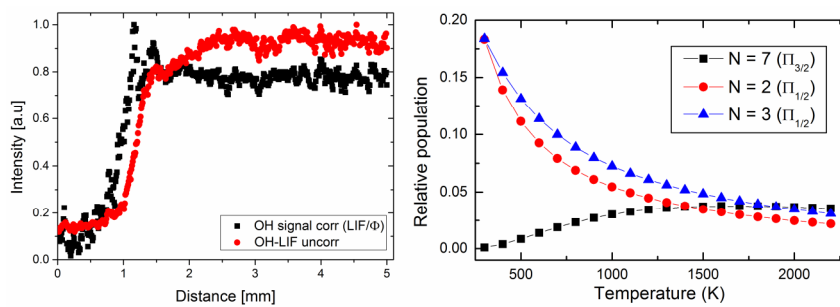 1.0
0.8
0.6
0.4
0.2
0.0
Intensity [a.u]
0 1 2 3 4 5
Distance [mm]
OH signal corr (LIF/Φ)
OH-LIF uncorr
0.20
0.15
0.10
0.05
0.00
Relative population
500 1000 1500 2000
Temperature (K)
N = 7 (Π3/2)
N = 2 (Π1/2)
N = 3 (Π1/2)